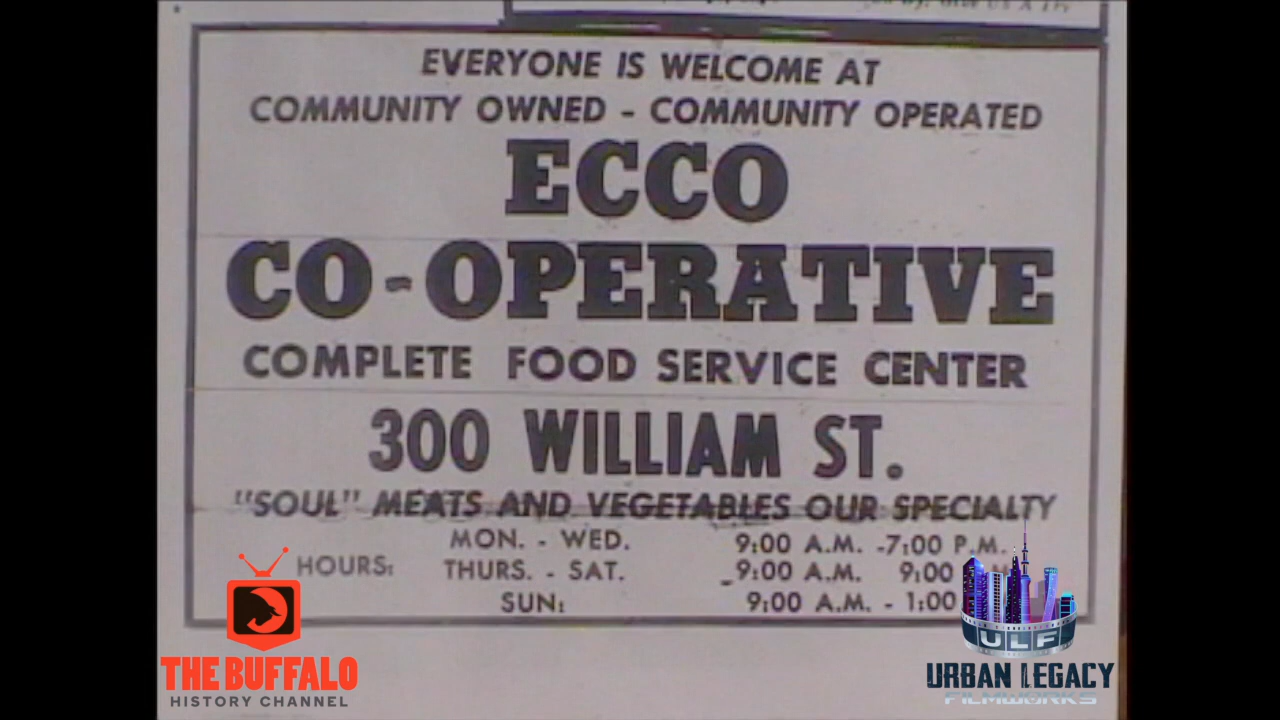 EVERYONE IS WELCOME AT
COMMUNITY OWNED - COMMUNITY OPERATED
ECCO
CO-OPERATIVE
COMPLETE FOOD SERVICE CENTER
300 WILLIAM ST.
"SOUL" MEATS AND VEGETABLES OUR SPECIALTY
HOURS:
MON. - WED. 9:00 A.M. -7:00 P.M.
THURS. - SAT. 9:00 A.M. 9:00
SUN: 9:00 A.M. - 1:00
THE BUFFALO
HISTORY CHANNEL
ULF
URBAN LEGACY
FILMWORKS